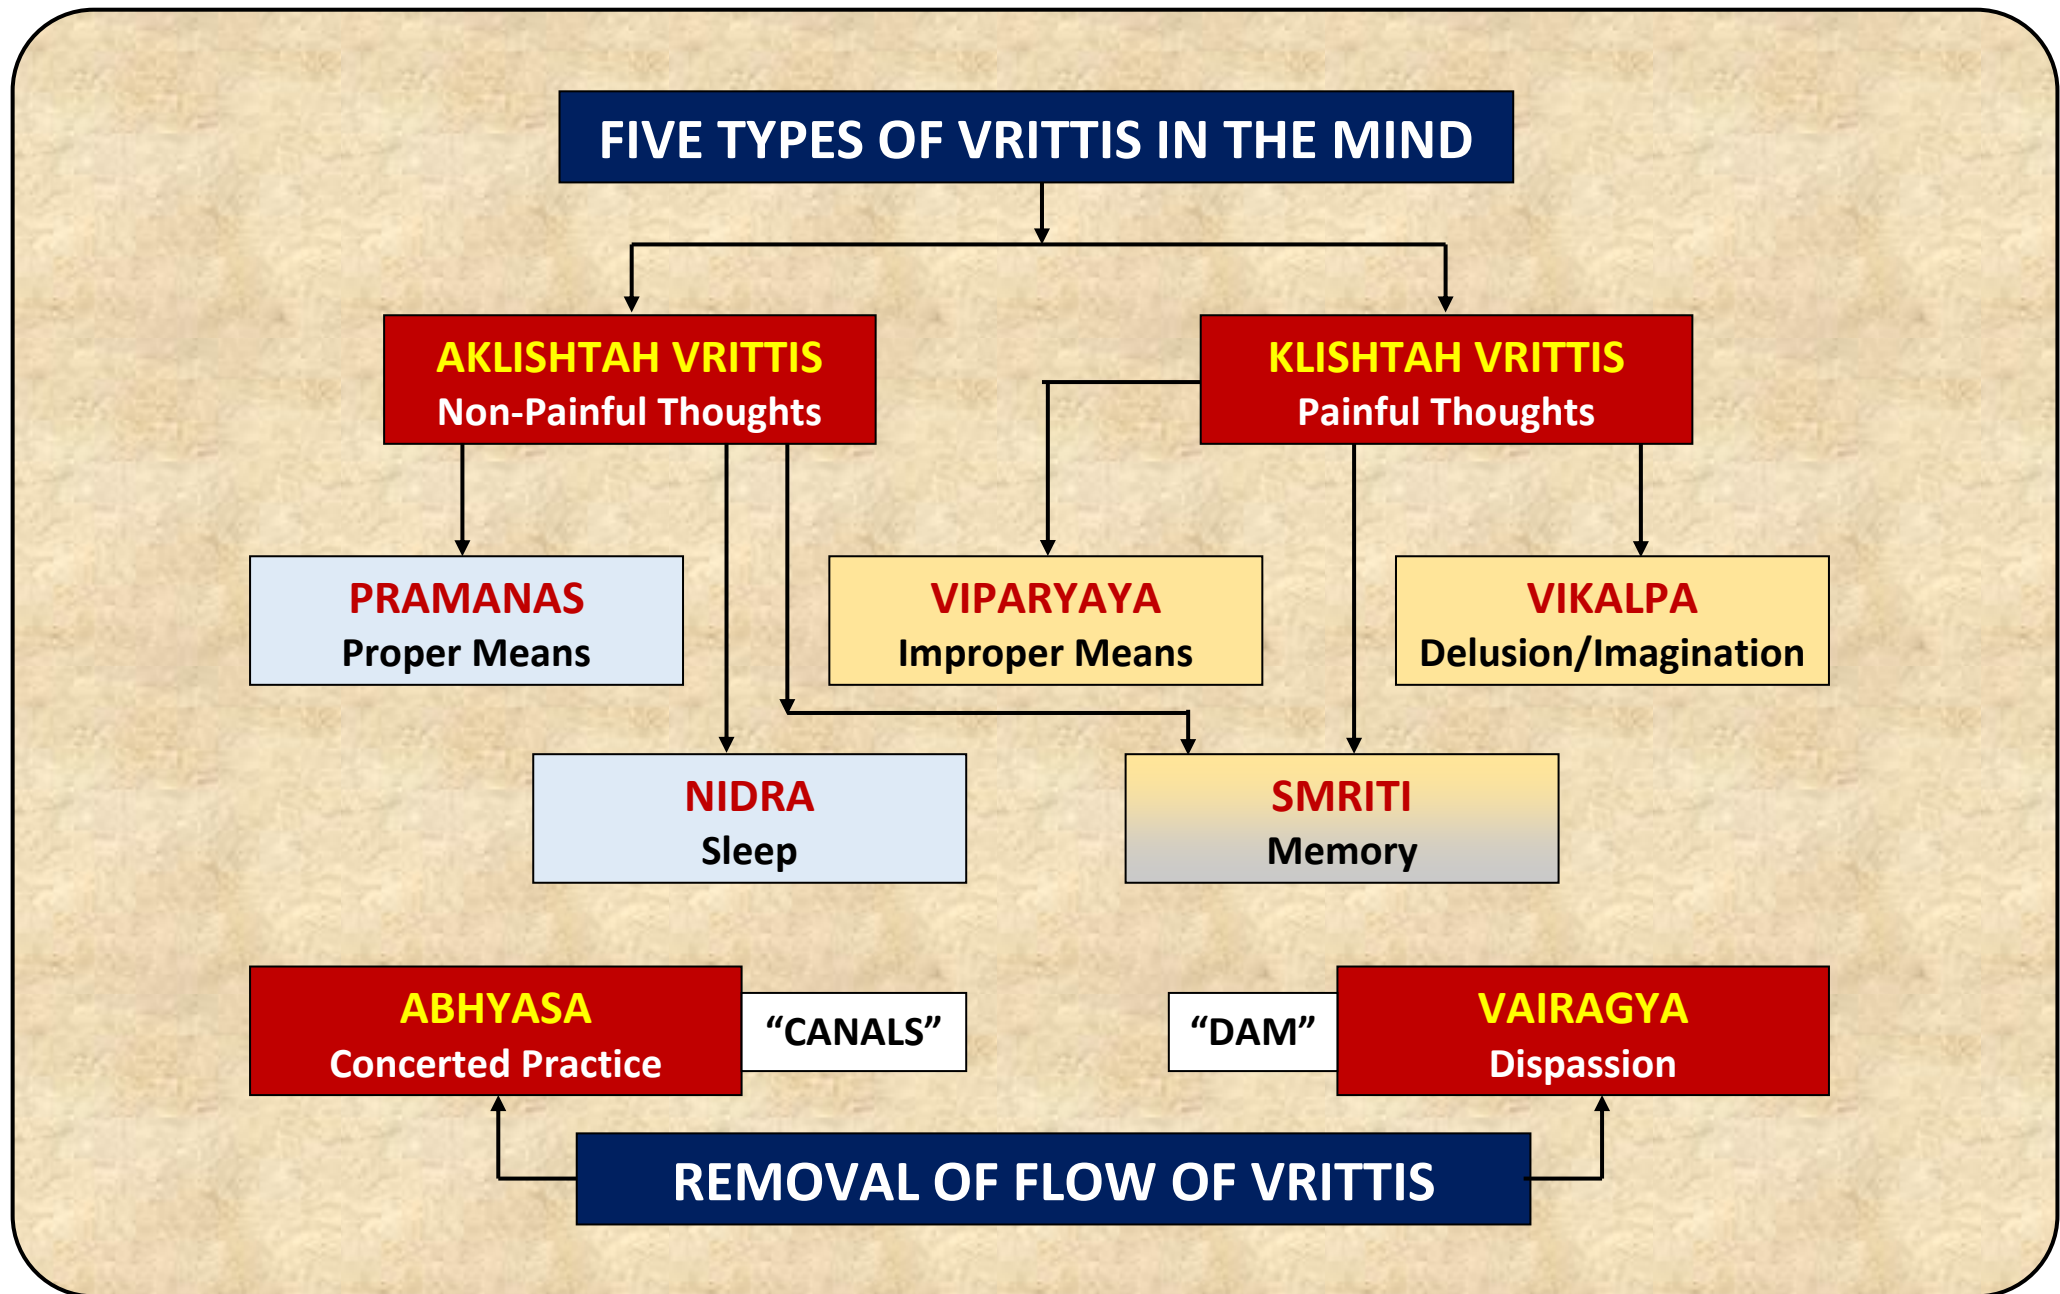 FIVE TYPES OF VRITTIS IN THE MIND
AKLISHTAH VRITTIS
Non-Painful Thoughts
KLISHTAH VRITTIS
Painful Thoughts
PRAMANAS
Proper Means
VIPARYAYA
Improper Means
VIKALPA
Delusion/Imagination
NIDRA
Sleep
SMRITI
Memory
ABHYASA
Concerted Practice
“CANALS”
“DAM”
VAIRAGYA
Dispassion
REMOVAL OF FLOW OF VRITTIS